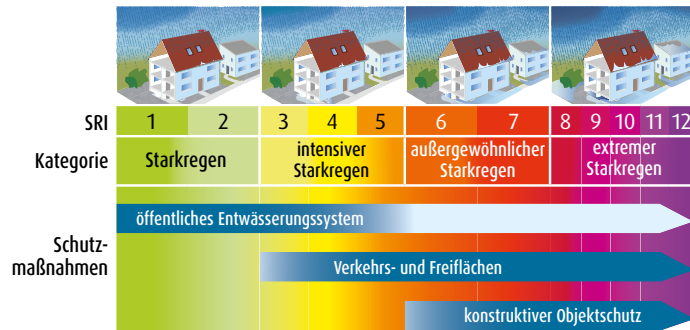 SRI 1 2 3 4 5 6 7 8 9 10 11 12
Kategorie
Starkregen
intensiver
Starkregen
außergewöhnlicher
Starkregen
extremer
Starkregen
Schutz-
maßnahmen
öffentliches Entwässerungssystem
Verkehrs- und Freiflächen
konstruktiver Objektschutz